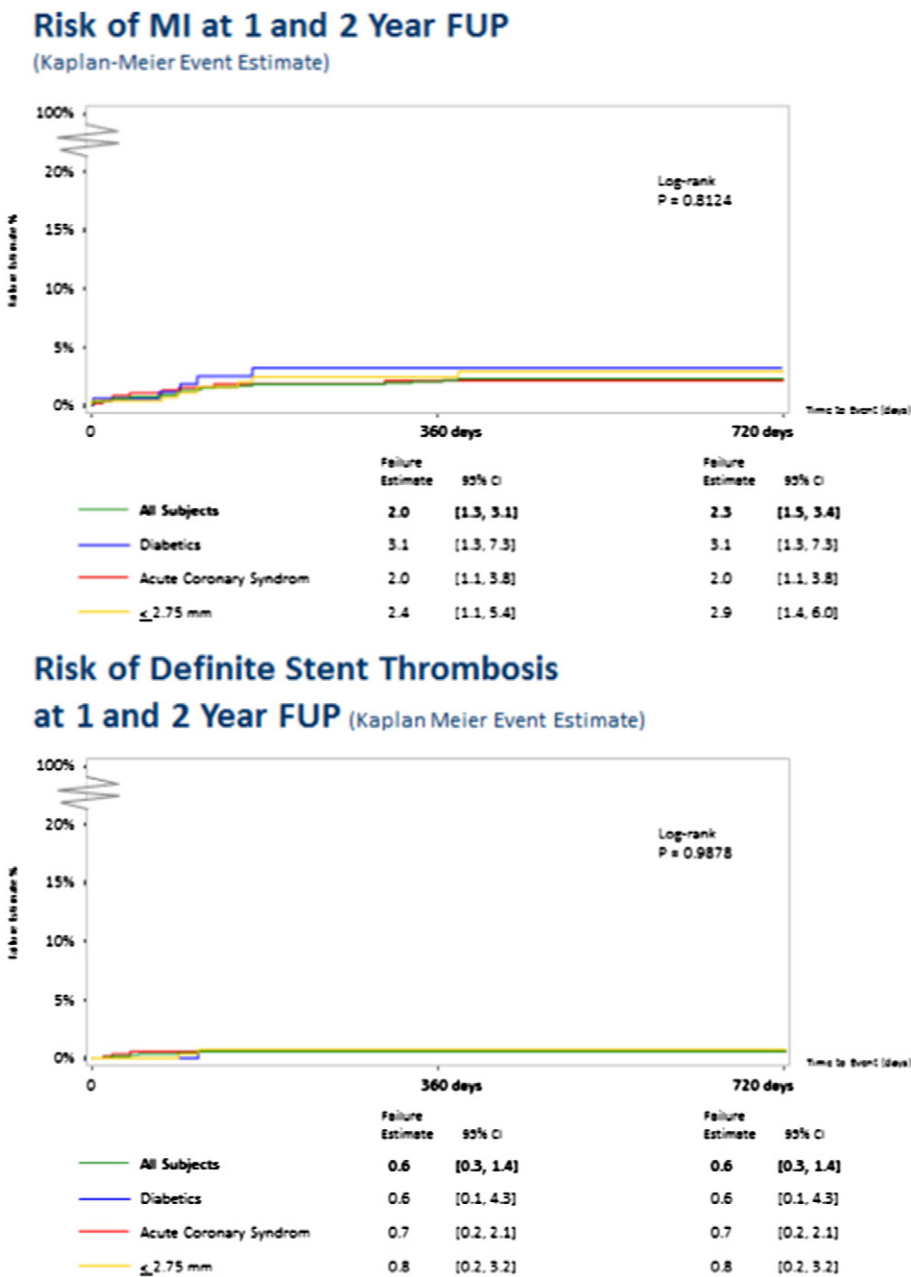 Risk of MI at 1 and 2 Year FUP
(Kaplan-Meier Event Estimate)
100%
20%
15%
10%
5%
0%
Failure Estimate %
Log-rank
P = 0.8124
Time to Event (days)
0 360 days 720 days
Failure Estimate 95% CI Failure Estimate 95% CI
All Subjects 2.0 [1.3, 3.1] 2.3 [1.5, 3.4]
Diabetics 3.1 [1.3, 7.3] 3.1 [1.3, 7.3]
Acute Coronary Syndrom 2.0 [1.1, 3.8] 2.0 [1.1, 3.8]
≤2.75 mm 2.4 [1.1, 5.4] 2.9 [1.4, 6.0]
Risk of Definite Stent Thrombosis
at 1 and 2 Year FUP (Kaplan Meier Event Estimate)
100%
20%
15%
10%
5%
0%
Failure Estimate %
Log-rank
P = 0.9878
Time to Event (days)
0 360 days 720 days
Failure Estimate 95% CI Failure Estimate 95% CI
All Subjects 0.6 [0.3, 1.4] 0.6 [0.3, 1.4]
Diabetics 0.6 [0.1, 4.3] 0.6 [0.1, 4.3]
Acute Coronary Syndrom 0.7 [0.2, 2.1] 0.7 [0.2, 2.1]
≤2.75 mm 0.8 [0.2, 3.2] 0.8 [0.2, 3.2]